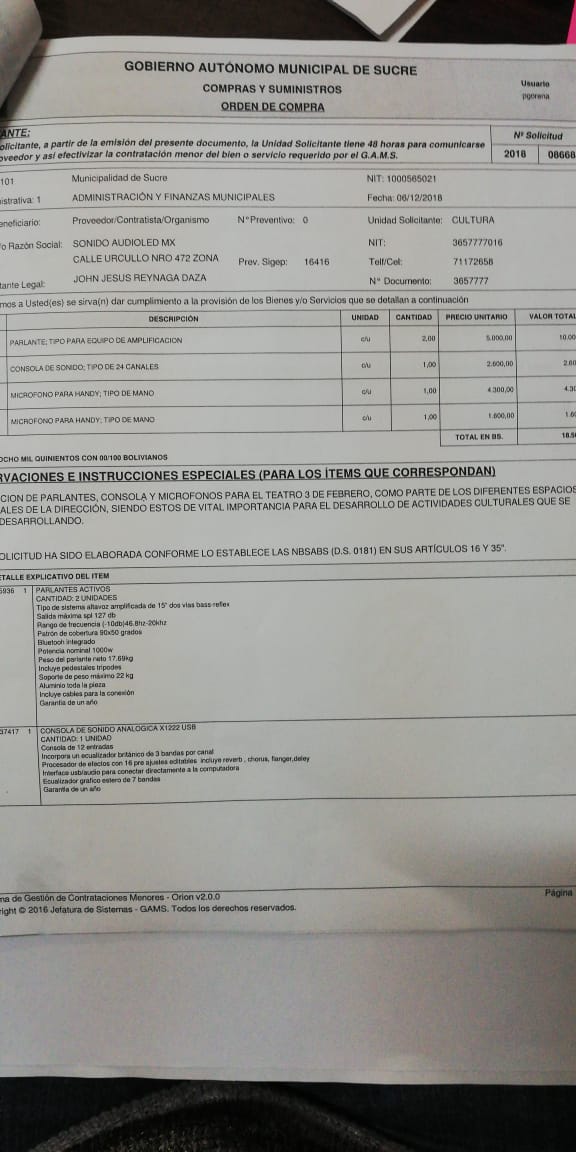 GOBIERNO AUTÓNOMO MUNICIPAL DE SUCRE
COMPRAS Y SUMINISTROS
ORDEN DE COMPRA
Usuario
pgorena
ANTE:
olicitante, a partir de la emisión del presente documento, la Unidad Solicitante tiene 48 horas para comunicarse
oveedor y así efectivizar la contratación menor del bien o servicio requerido por el G.A.M.S.
Nº Solicitud
2018 08668
101 Municipalidad de Sucre NIT: 1000565021
nistrativa: 1 ADMINISTRACIÓN Y FINANZAS MUNICIPALES Fecha: 06/12/2018
eneficiario: Proveedor/Contratista/Organismo NºPreventivo: 0 Unidad Solicitante: CULTURA
o Razón Social: SONIDO AUDIOLED MX NIT: 3657777016
CALLE URCULLO NRO 472 ZONA Prev. Sigep: 16416 Telf/Cel: 71172658
tante Legal: JOHN JESUS REYNAGA DAZA Nº Documento: 3657777
mos a Usted(es) se sirva(n) dar cumplimiento a la provisión de los Bienes y/o Servicios que se detallan a continuación
DESCRIPCIÓN UNIDAD CANTIDAD PRECIO UNITARIO VALOR TOTAL
PARLANTE; TIPO PARA EQUIPO DE AMPLIFICACION c/u 2,00 5.000,00 10.00
CONSOLA DE SONIDO; TIPO DE 24 CANALES c/u 1,00 2.600,00 2.60
MICROFONO PARA HANDY; TIPO DE MANO c/u 1,00 4.300,00 4.30
MICROFONO PARA HANDY; TIPO DE MANO c/u 1,00 1.600,00 1.60
TOTAL EN BS. 18.50
OCHO MIL QUINIENTOS CON 00/100 BOLIVIANOS
RVACIONES E INSTRUCCIONES ESPECIALES (PARA LOS ÍTEMS QUE CORRESPONDAN)
CION DE PARLANTES, CONSOLA Y MICROFONOS PARA EL TEATRO 3 DE FEBRERO, COMO PARTE DE LOS DIFERENTES ESPACIOS
ALES DE LA DIRECCIÓN, SIENDO ESTOS DE VITAL IMPORTANCIA PARA EL DESARROLLO DE ACTIVIDADES CULTURALES QUE SE
DESARROLLANDO.
OLICITUD HA SIDO ELABORADA CONFORME LO ESTABLECE LAS NBSABS (D.S. 0181) EN SUS ARTÍCULOS 16 Y 35".
ETALLE EXPLICATIVO DEL ITEM
5936 1 PARLANTES ACTIVOS
CANTIDAD: 2 UNIDADES
Tipo de sistema altavoz amplificada de 15" dos vias bass-reflex
Salida máxima spl 127 db
Rango de frecuencia (-10db)46.8hz-20khz
Patrón de cobertura 90x50 grados
Bluetooh integrado
Potencia nominal 1000w
Peso del parlante neto 17.69kg
Incluye pedestales tripodes
Soporte de peso máximo 22 kg
Aluminio toda la pieza
Incluye cables para la conexión
Garantia de un año
37417 1 CONSOLA DE SONIDO ANALOGICA X1222 USB
CANTIDAD: 1 UNIDAD
Consola de 12 entradas
Incorpora un ecualizador británico de 3 bandas por canal
Procesador de efectos con 16 pre ajustes editables incluye reverb , chorus, flanger,deley
Interface usb/audio para conectar directamente a la computadora
Ecualizador grafico estero de 7 bandas
Garantia de un año
ma de Gestión de Contrataciones Menores - Orion v2.0.0
right © 2016 Jefatura de Sistemas - GAMS. Todos los derechos reservados.
Página